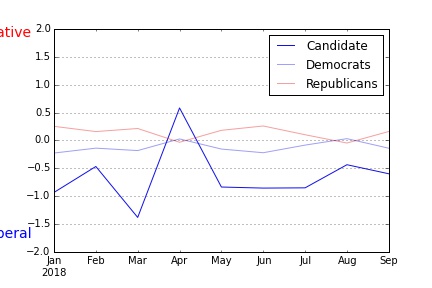 ative
2.0
1.5
1.0
0.5
0.0
−0.5
−1.0
−1.5
−2.0
beral
Candidate
Democrats
Republicans
Jan Feb Mar Apr May Jun Jul Aug Sep
2018